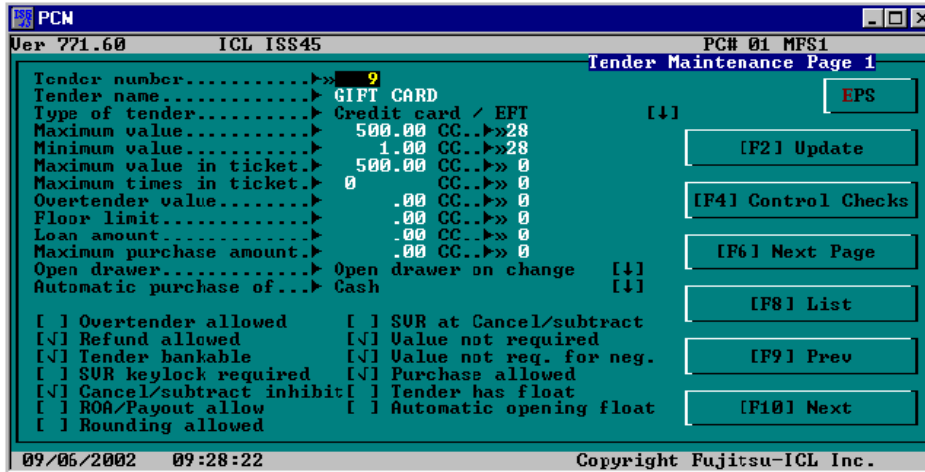 PCN
Ver 771.60 ICL ISS45 PC# 01 MFS1
Tender Maintenance Page 1
Tender number............►» 9
Tender name..............► GIFT CARD
EPS
Type of tender...........► Credit card / EFT [↓]
Maximum value............► 500.00 CC..►»28
Minimum value............► 1.00 CC..►»28
[F2] Update
Maximum value in ticket.► 500.00 CC..►» 0
Maximum times in ticket.► 0 CC..►» 0
Overtender value.........► .00 CC..►» 0
[F4] Control Checks
Floor limit..............► .00 CC..►» 0
Loan amount..............► .00 CC..►» 0
Maximum purchase amount.► .00 CC..►» 0
[F6] Next Page
Open drawer..............► Open drawer on change [↓]
Automatic purchase of...► Cash [↓]
[F8] List
[ ] Overtender allowed [ ] SVR at Cancel/subtract
[√] Refund allowed [√] Value not required
[√] Tender bankable [√] Value not req. for neg.
[F9] Prev
[ ] SVR keylock required [√] Purchase allowed
[√] Cancel/subtract inhibit[ ] Tender has float
[ ] ROA/Payout allow [ ] Automatic opening float
[F10] Next
[ ] Rounding allowed
09/06/2002 09:28:22 Copyright Fujitsu-ICL Inc.